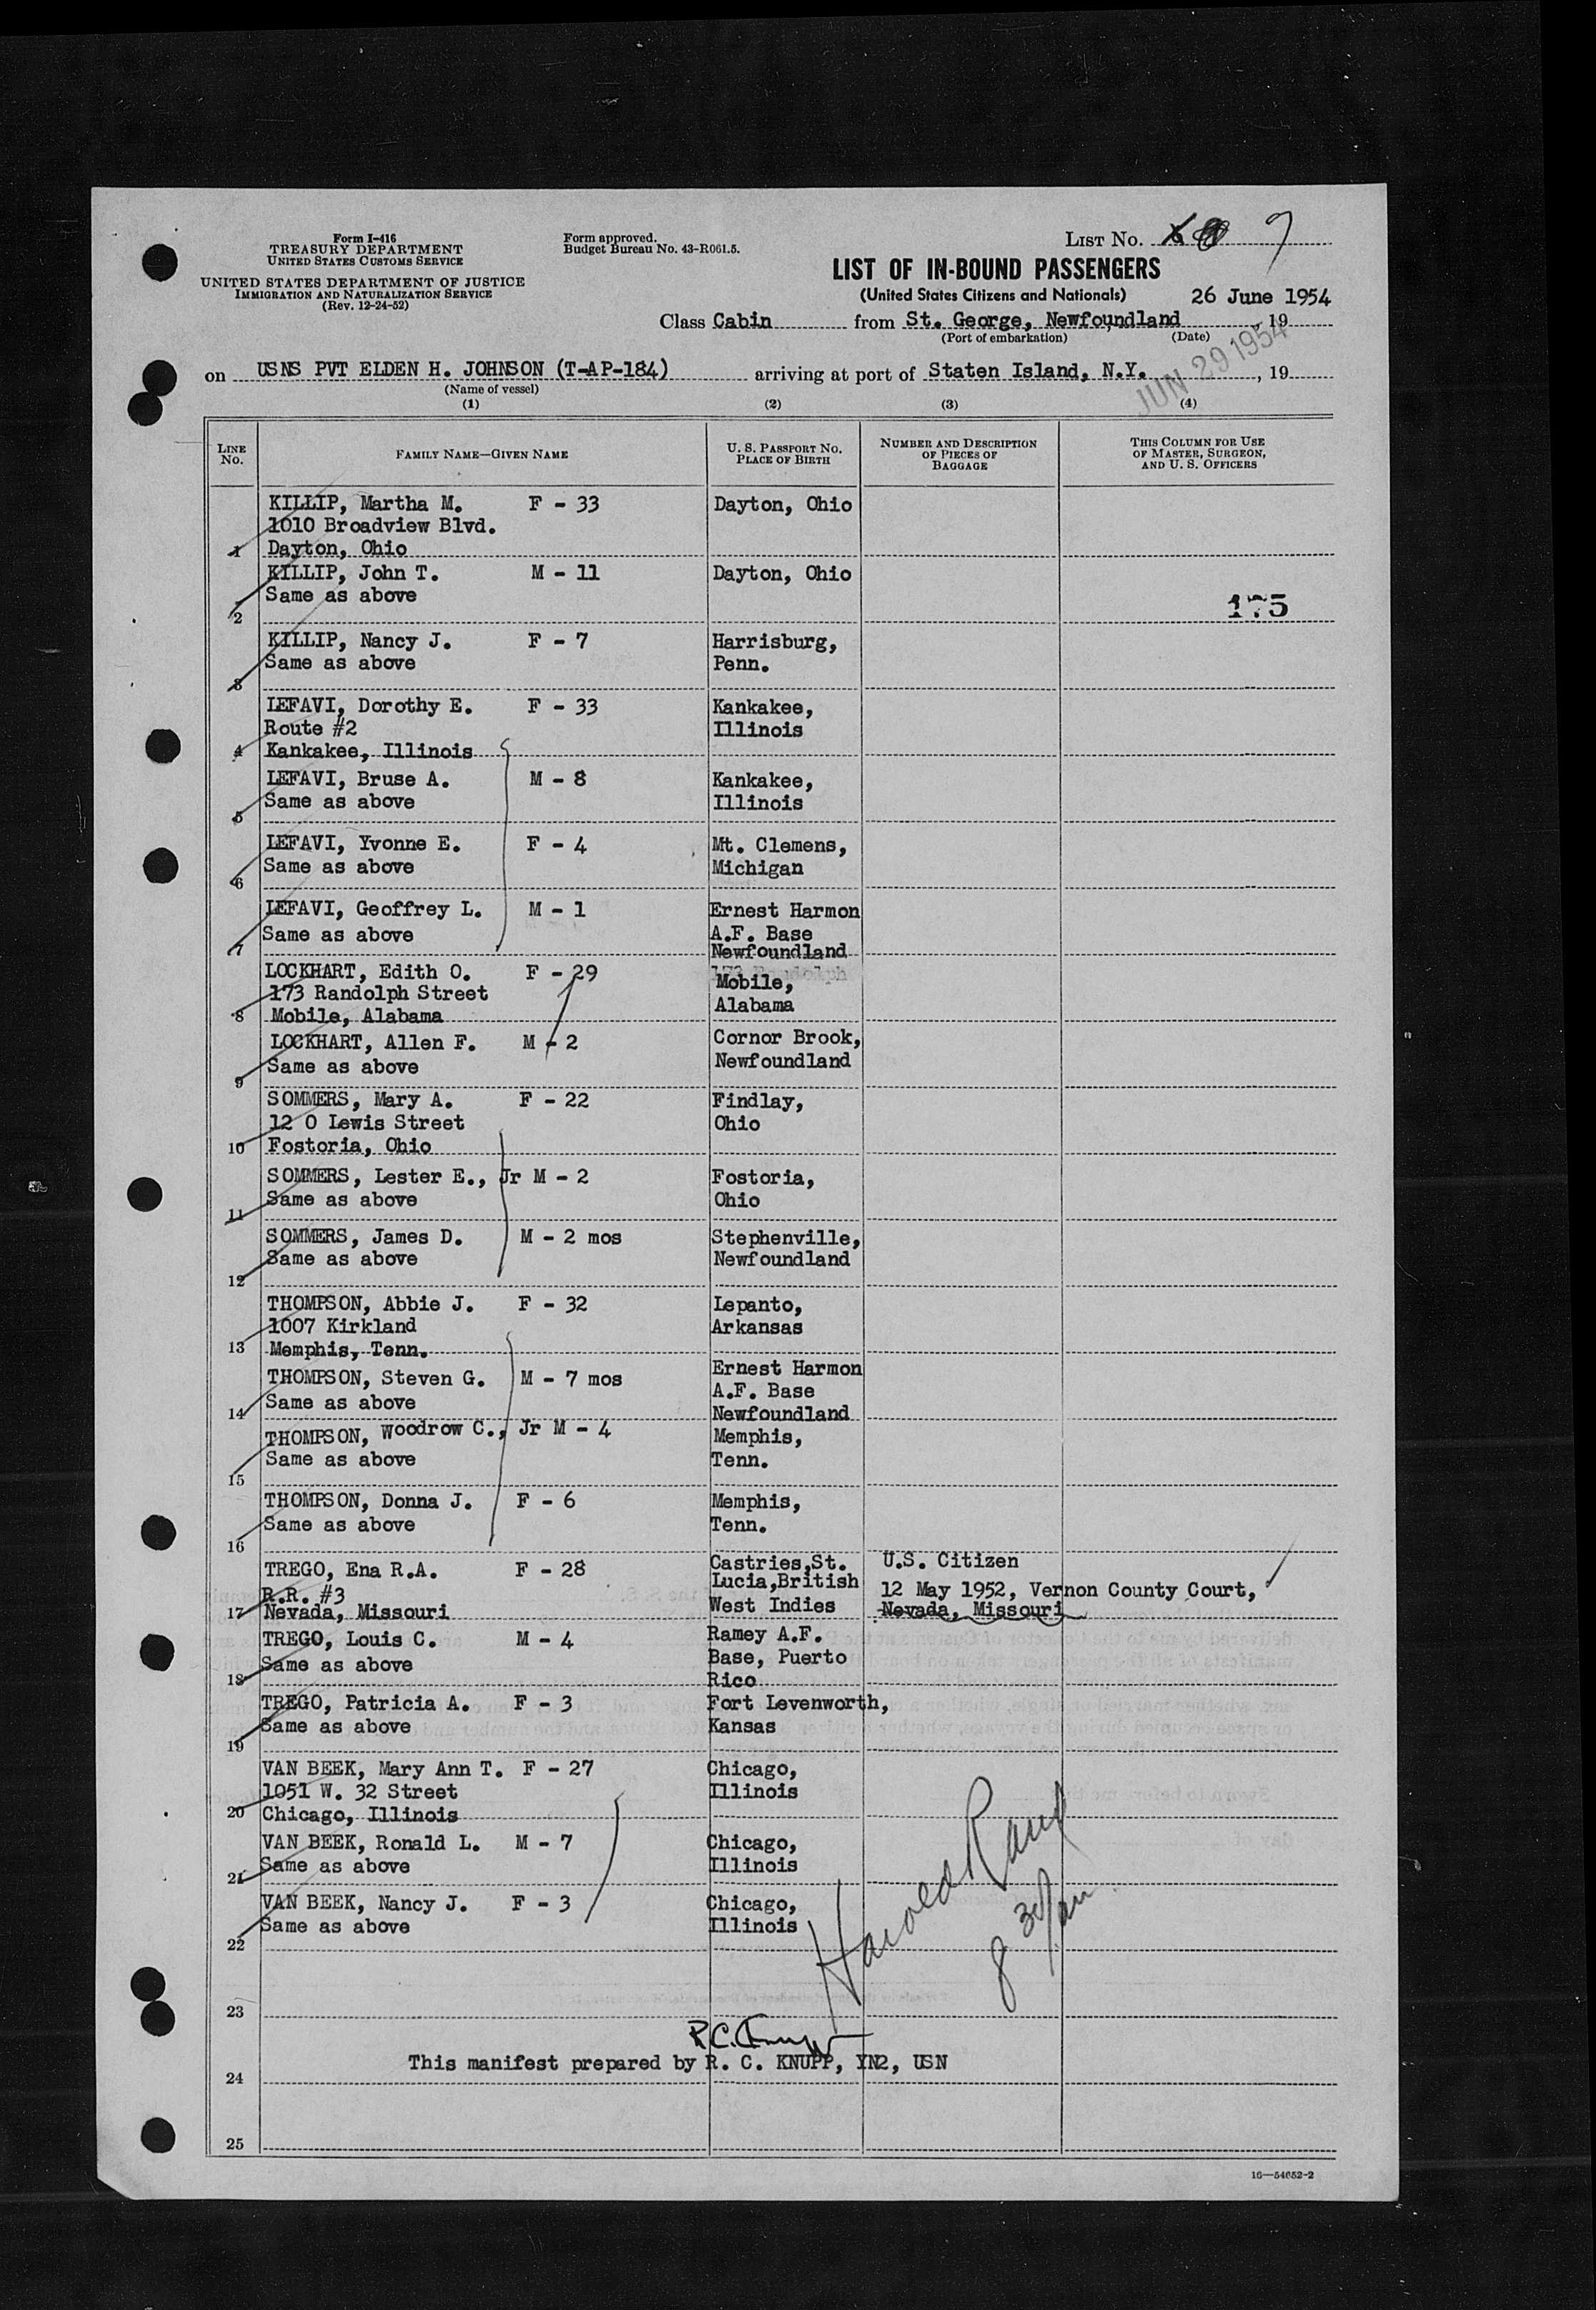 Form I-416
TREASURY DEPARTMENT
UNITED STATES CUSTOMS SERVICE
UNITED STATES DEPARTMENT OF JUSTICE
IMMIGRATION AND NATURALIZATION SERVICE
(Rev. 12-24-52)
Form approved.
Budget Bureau No. 43-R061.5.
LIST No. 7
LIST OF IN-BOUND PASSENGERS
(United States Citizens and Nationals)
26 June 1954
Class Cabin from St. George, Newfoundland, 19
(Port of embarkation) (Date)
on USNS PVT ELDEN H. JOHNSON (T-AP-184) arriving at port of Staten Island, N.Y., 19
JUN 29 1954
(Name of vessel)
(1) (2) (3) (4)
LINE No. FAMILY NAME—GIVEN NAME U. S. PASSPORT NO. PLACE OF BIRTH NUMBER AND DESCRIPTION OF PIECES OF BAGGAGE THIS COLUMN FOR USE OF MASTER, SURGEON, AND U. S. OFFICERS
KILLIP, Martha M. F - 33 Dayton, Ohio
1010 Broadview Blvd.
1 Dayton, Ohio
KILLIP, John T. M - 11 Dayton, Ohio
Same as above
2 175
KILLIP, Nancy J. F - 7 Harrisburg,
Same as above Penn.
3
LEFAVI, Dorothy E. F - 33 Kankakee,
Route #2 Illinois
4 Kankakee, Illinois
LEFAVI, Bruse A. M - 8 Kankakee,
Same as above Illinois
5
LEFAVI, Yvonne E. F - 4 Mt. Clemens,
Same as above Michigan
6
LEFAVI, Geoffrey L. M - 1 Ernest Harmon
Same as above A.F. Base
7 Newfoundland
LOCKHART, Edith O. F - 29 Mobile,
173 Randolph Street Alabama
8 Mobile, Alabama
LOCKHART, Allen F. M - 2 Cornor Brook,
Same as above Newfoundland
9
SOMMERS, Mary A. F - 22 Findlay,
12 O Lewis Street Ohio
10 Fostoria, Ohio
SOMMERS, Lester E., Jr M - 2 Fostoria,
Same as above Ohio
11
SOMMERS, James D. M - 2 mos Stephenville,
Same as above Newfoundland
12
THOMPSON, Abbie J. F - 32 Lepanto,
1007 Kirkland Arkansas
13 Memphis, Tenn.
THOMPSON, Steven G. M - 7 mos Ernest Harmon
Same as above A.F. Base
14 Newfoundland
THOMPSON, Woodrow C., Jr M - 4 Memphis,
Same as above Tenn.
15
THOMPSON, Donna J. F - 6 Memphis,
Same as above Tenn.
16
TREGO, Ena R.A. F - 28 Castries,St. U.S. Citizen
R.R. #3 Lucia,British 12 May 1952, Vernon County Court,
17 Nevada, Missouri West Indies Nevada, Missouri
TREGO, Louis C. M - 4 Ramey A.F.
Same as above Base, Puerto
18 Rico
TREGO, Patricia A. F - 3 Fort Levenworth,
Same as above Kansas
19
VAN BEEK, Mary Ann T. F - 27 Chicago,
1051 W. 32 Street Illinois
20 Chicago, Illinois
VAN BEEK, Ronald L. M - 7 Chicago,
Same as above Illinois
21
VAN BEEK, Nancy J. F - 3 Chicago,
Same as above Illinois
22
Harold
8 30/am
23
R.C. Knupp
This manifest prepared by R. C. KNUPP, YN2, USN
24
25
16—54652-2